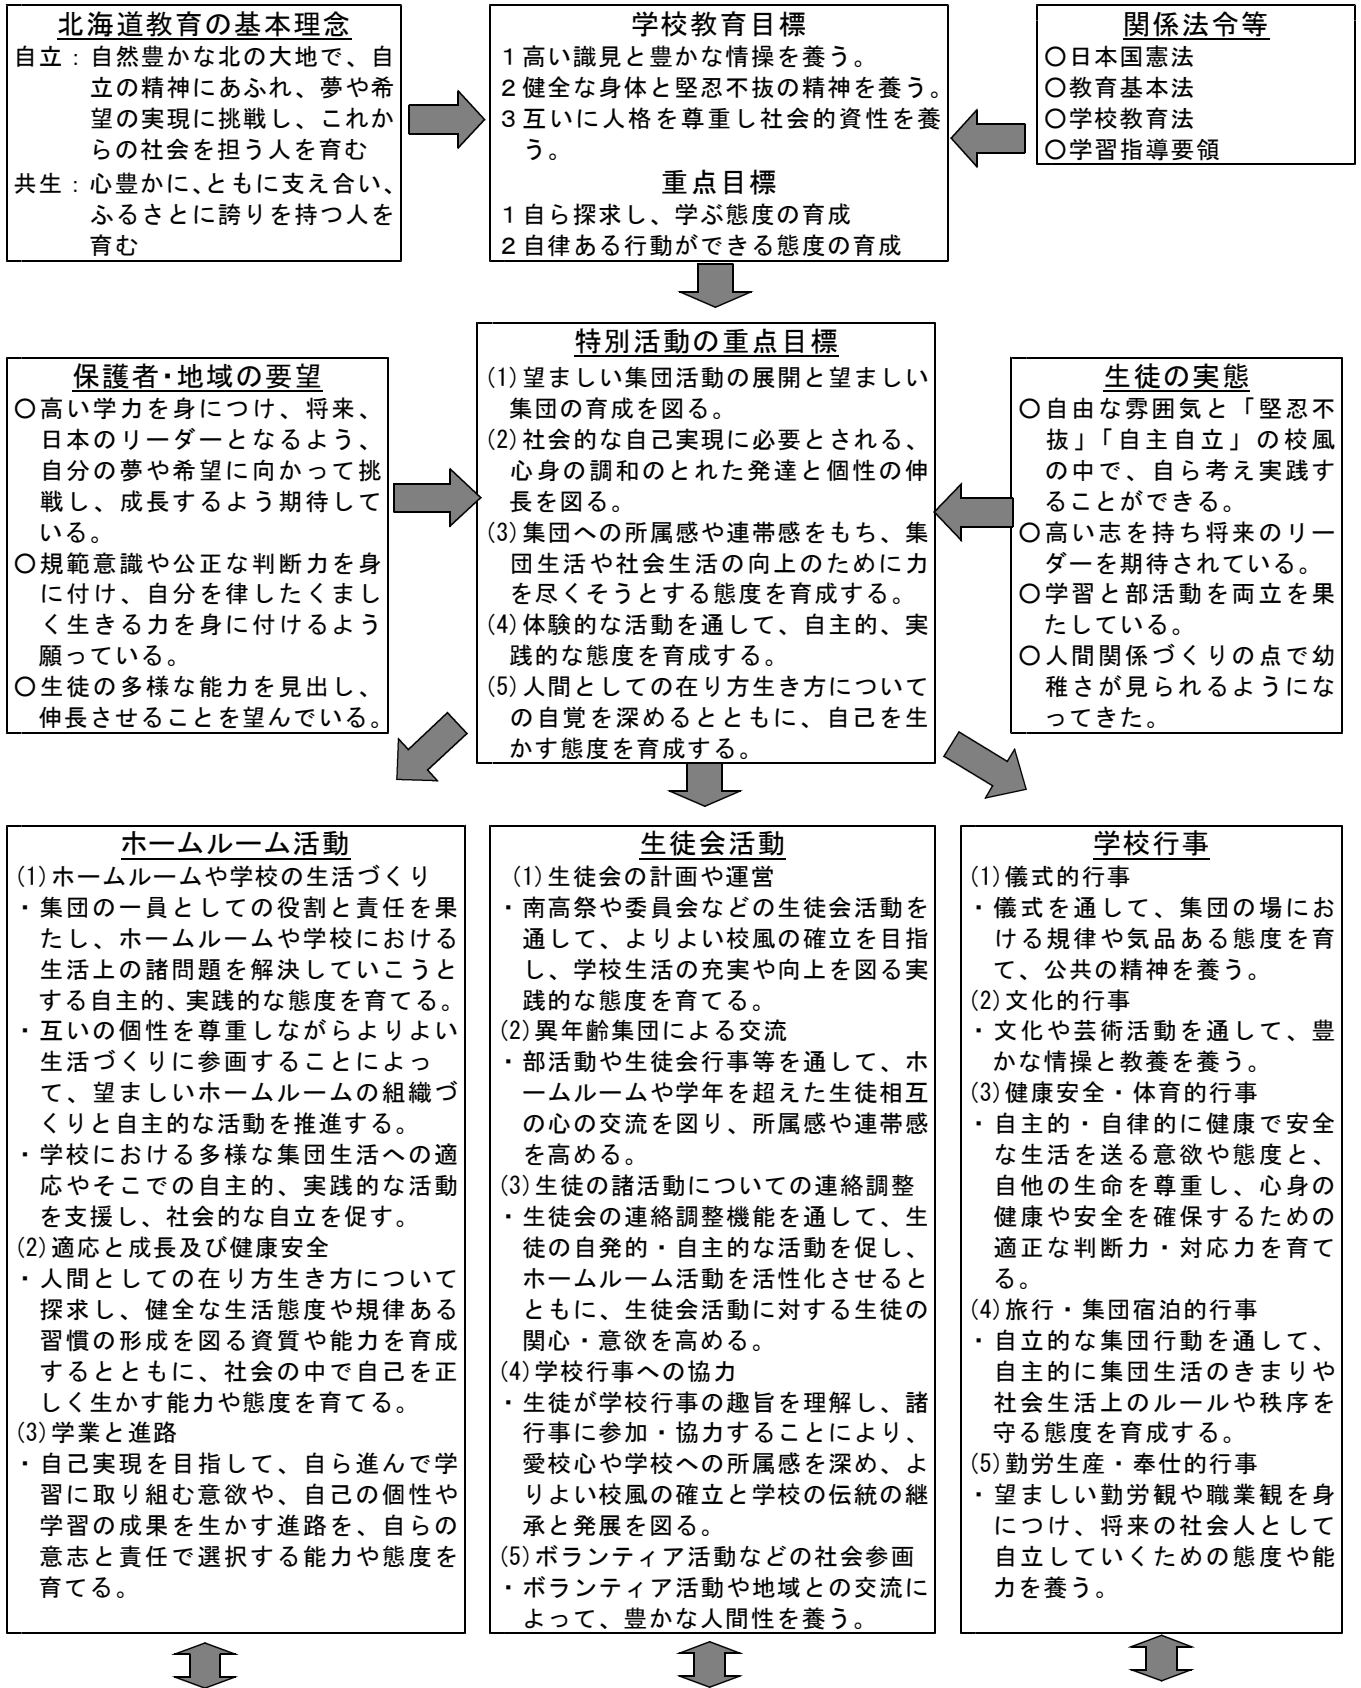 北海道教育の基本理念
自立：自然豊かな北の大地で、自
立の精神にあふれ、夢や希
望の実現に挑戦し、これか
らの社会を担う人を育む
共生：心豊かに、ともに支え合い、
ふるさとに誇りを持つ人を
育む
学校教育目標
１高い識見と豊かな情操を養う。
２健全な身体と堅忍不抜の精神を養う。
３互いに人格を尊重し社会的資性を養
う。
重点目標
１自ら探求し、学ぶ態度の育成
２自律ある行動ができる態度の育成
関係法令等
○日本国憲法
○教育基本法
○学校教育法
○学習指導要領
保護者・地域の要望
○高い学力を身につけ、将来、
日本のリーダーとなるよう、
自分の夢や希望に向かって挑
戦し、成長するよう期待して
いる。
○規範意識や公正な判断力を身
に付け、自分を律したくまし
く生きる力を身に付けるよう
願っている。
○生徒の多様な能力を見出し、
伸長させることを望んでいる。
特別活動の重点目標
(1)望ましい集団活動の展開と望ましい
集団の育成を図る。
(2)社会的な自己実現に必要とされる、
心身の調和のとれた発達と個性の伸
長を図る。
(3)集団への所属感や連帯感をもち、集
団生活や社会生活の向上のために力
を尽くそうとする態度を育成する。
(4)体験的な活動を通して、自主的、実
践的な態度を育成する。
(5)人間としての在り方生き方について
の自覚を深めるとともに、自己を生
かす態度を育成する。
生徒の実態
○自由な雰囲気と「堅忍不
抜」「自主自立」の校風
の中で、自ら考え実践す
ることができる。
○高い志を持ち将来のリー
ダーを期待されている。
○学習と部活動を両立を果
たしている。
○人間関係づくりの点で幼
稚さが見られるようにな
ってきた。
ホームルーム活動
(1)ホームルームや学校の生活づくり
・集団の一員としての役割と責任を果
たし、ホームルームや学校における
生活上の諸問題を解決していこうと
する自主的、実践的な態度を育てる。
・互いの個性を尊重しながらよりよい
生活づくりに参画することによっ
て、望ましいホームルームの組織づ
くりと自主的な活動を推進する。
・学校における多様な集団生活への適
応やそこでの自主的、実践的な活動
を支援し、社会的な自立を促す。
(2)適応と成長及び健康安全
・人間としての在り方生き方について
探求し、健全な生活態度や規律ある
習慣の形成を図る資質や能力を育成
するとともに、社会の中で自己を正
しく生かす能力や態度を育てる。
(3)学業と進路
・自己実現を目指して、自ら進んで学
習に取り組む意欲や、自己の個性や
学習の成果を生かす進路を、自らの
意志と責任で選択する能力や態度を
育てる。
生徒会活動
(1)生徒会の計画や運営
・南高祭や委員会などの生徒会活動を
通して、よりよい校風の確立を目指
し、学校生活の充実や向上を図る実
践的な態度を育てる。
(2)異年齢集団による交流
・部活動や生徒会行事等を通して、ホ
ームルームや学年を超えた生徒相互
の心の交流を図り、所属感や連帯感
を高める。
(3)生徒の諸活動についての連絡調整
・生徒会の連絡調整機能を通して、生
徒の自発的・自主的な活動を促し、
ホームルーム活動を活性化させると
ともに、生徒会活動に対する生徒の
関心・意欲を高める。
(4)学校行事への協力
・生徒が学校行事の趣旨を理解し、諸
行事に参加・協力することにより、
愛校心や学校への所属感を深め、よ
りよい校風の確立と学校の伝統の継
承と発展を図る。
(5)ボランティア活動などの社会参画
・ボランティア活動や地域との交流に
よって、豊かな人間性を養う。
学校行事
(1)儀式的行事
・儀式を通して、集団の場にお
ける規律や気品ある態度を育
て、公共の精神を養う。
(2)文化的行事
・文化や芸術活動を通して、豊
かな情操と教養を養う。
(3)健康安全・体育的行事
・自主的・自律的に健康で安全
な生活を送る意欲や態度と、
自他の生命を尊重し、心身の
健康や安全を確保するための
適正な判断力・対応力を育て
る。
(4)旅行・集団宿泊的行事
・自立的な集団行動を通して、
自主的に集団生活のきまりや
社会生活上のルールや秩序を
守る態度を育成する。
(5)勤労生産・奉仕的行事
・望ましい勤労観や職業観を身
につけ、将来の社会人として
自立していくための態度や能
力を養う。